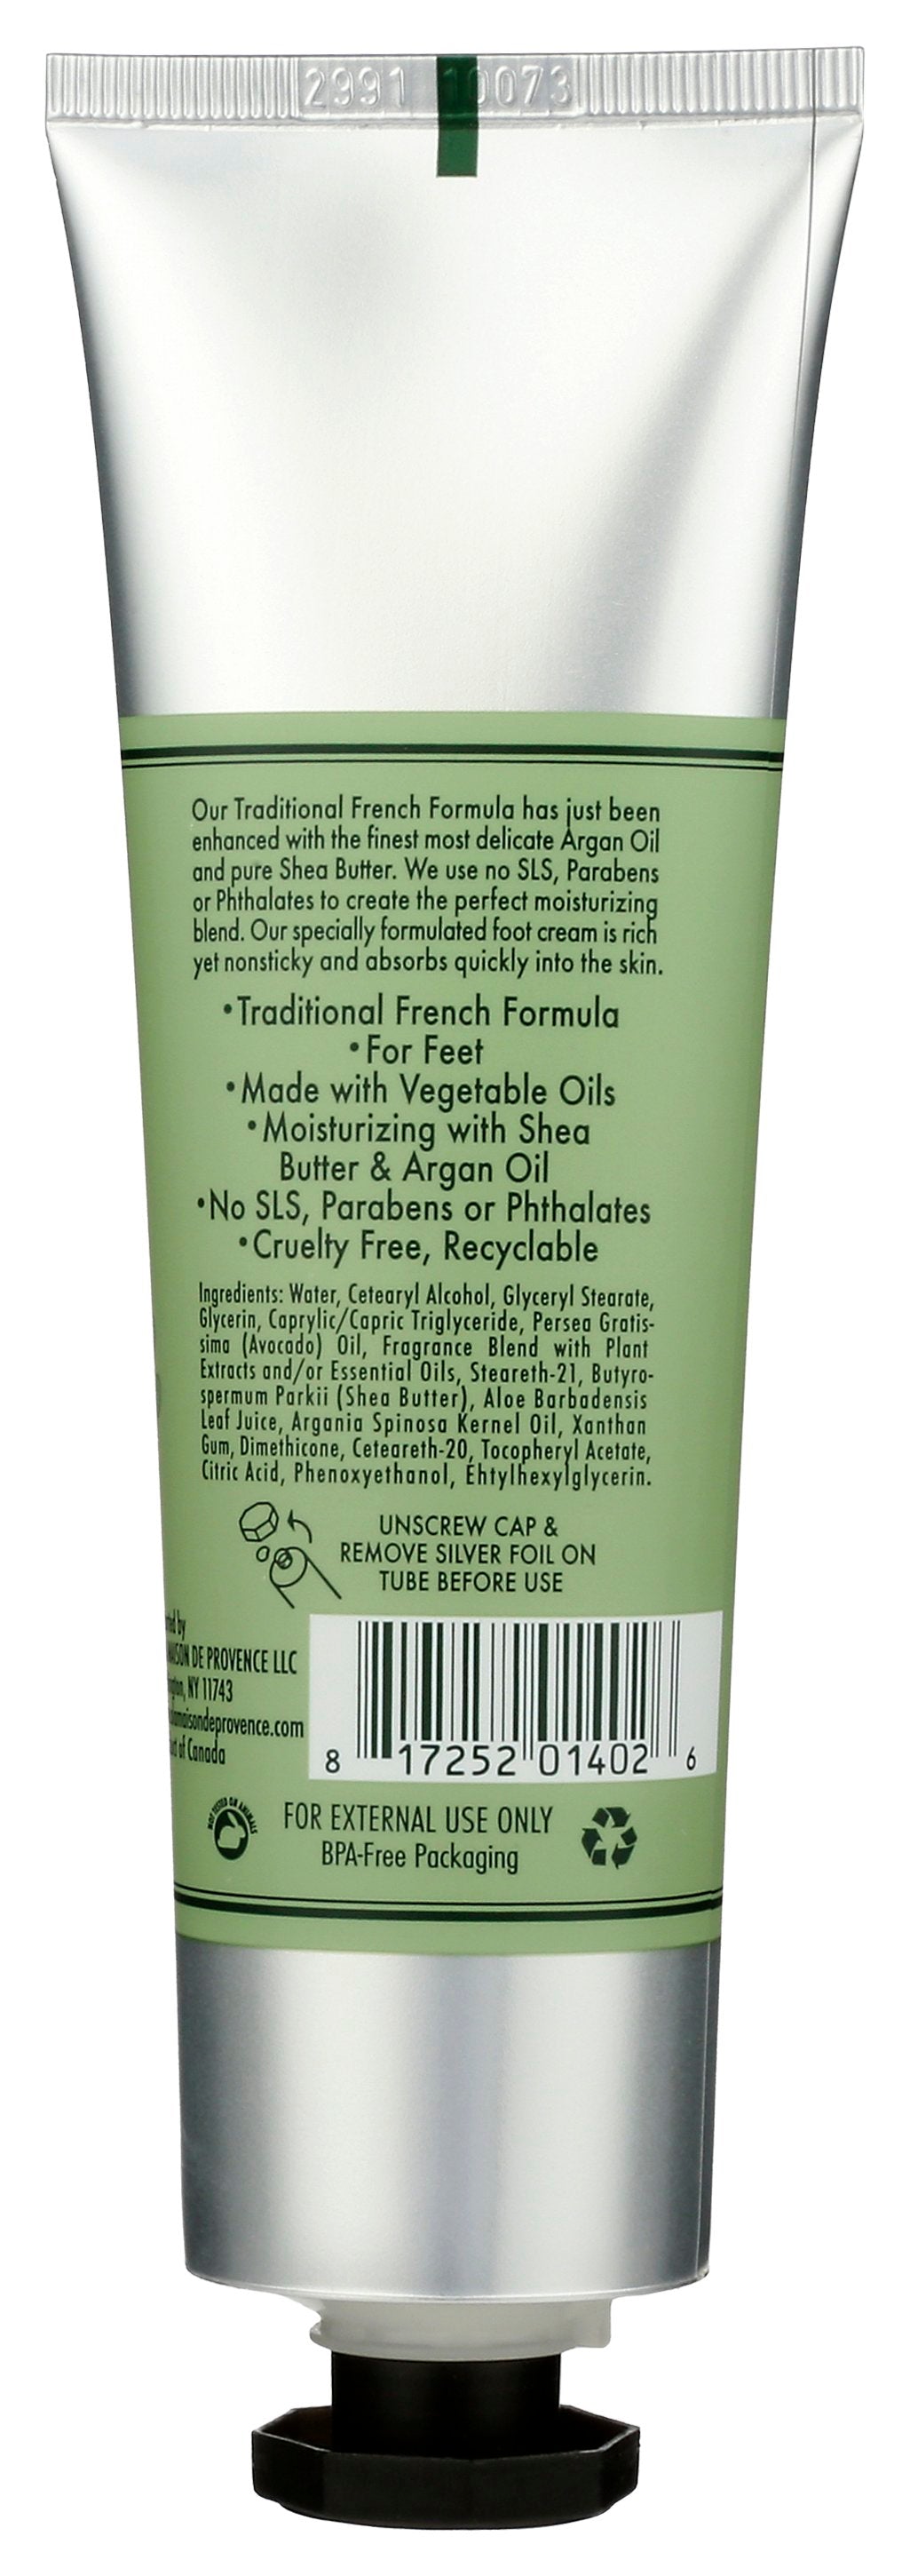 2991 10073
Our Traditional French Formula has just been
enhanced with the finest most delicate Argan Oil
and pure Shea Butter. We use no SLS, Parabens
or Phthalates to create the perfect moisturizing
blend. Our specially formulated foot cream is rich
yet nonsticky and absorbs quickly into the skin.
•Traditional French Formula
•For Feet
•Made with Vegetable Oils
•Moisturizing with Shea
Butter & Argan Oil
•No SLS, Parabens or Phthalates
•Cruelty Free, Recyclable
Ingredients: Water, Cetearyl Alcohol, Glyceryl Stearate,
Glycerin, Caprylic/Capric Triglyceride, Persea Gratis-
sima (Avocado) Oil, Fragrance Blend with Plant
Extracts and/or Essential Oils, Steareth-21, Butyro-
spermum Parkii (Shea Butter), Aloe Barbadensis
Leaf Juice, Argania Spinosa Kernel Oil, Xanthan
Gum, Dimethicone, Ceteareth-20, Tocopheryl Acetate,
Citric Acid, Phenoxyethanol, Ehtylhexylglycerin.
UNSCREW CAP &
REMOVE SILVER FOIL ON
TUBE BEFORE USE
by
DE PROVENCE LLC
NY 11743
maisondeprovence.com
of Canada
8 17252 01402 6
NOT TESTED ON ANIMALS
FOR EXTERNAL USE ONLY
BPA-Free Packaging